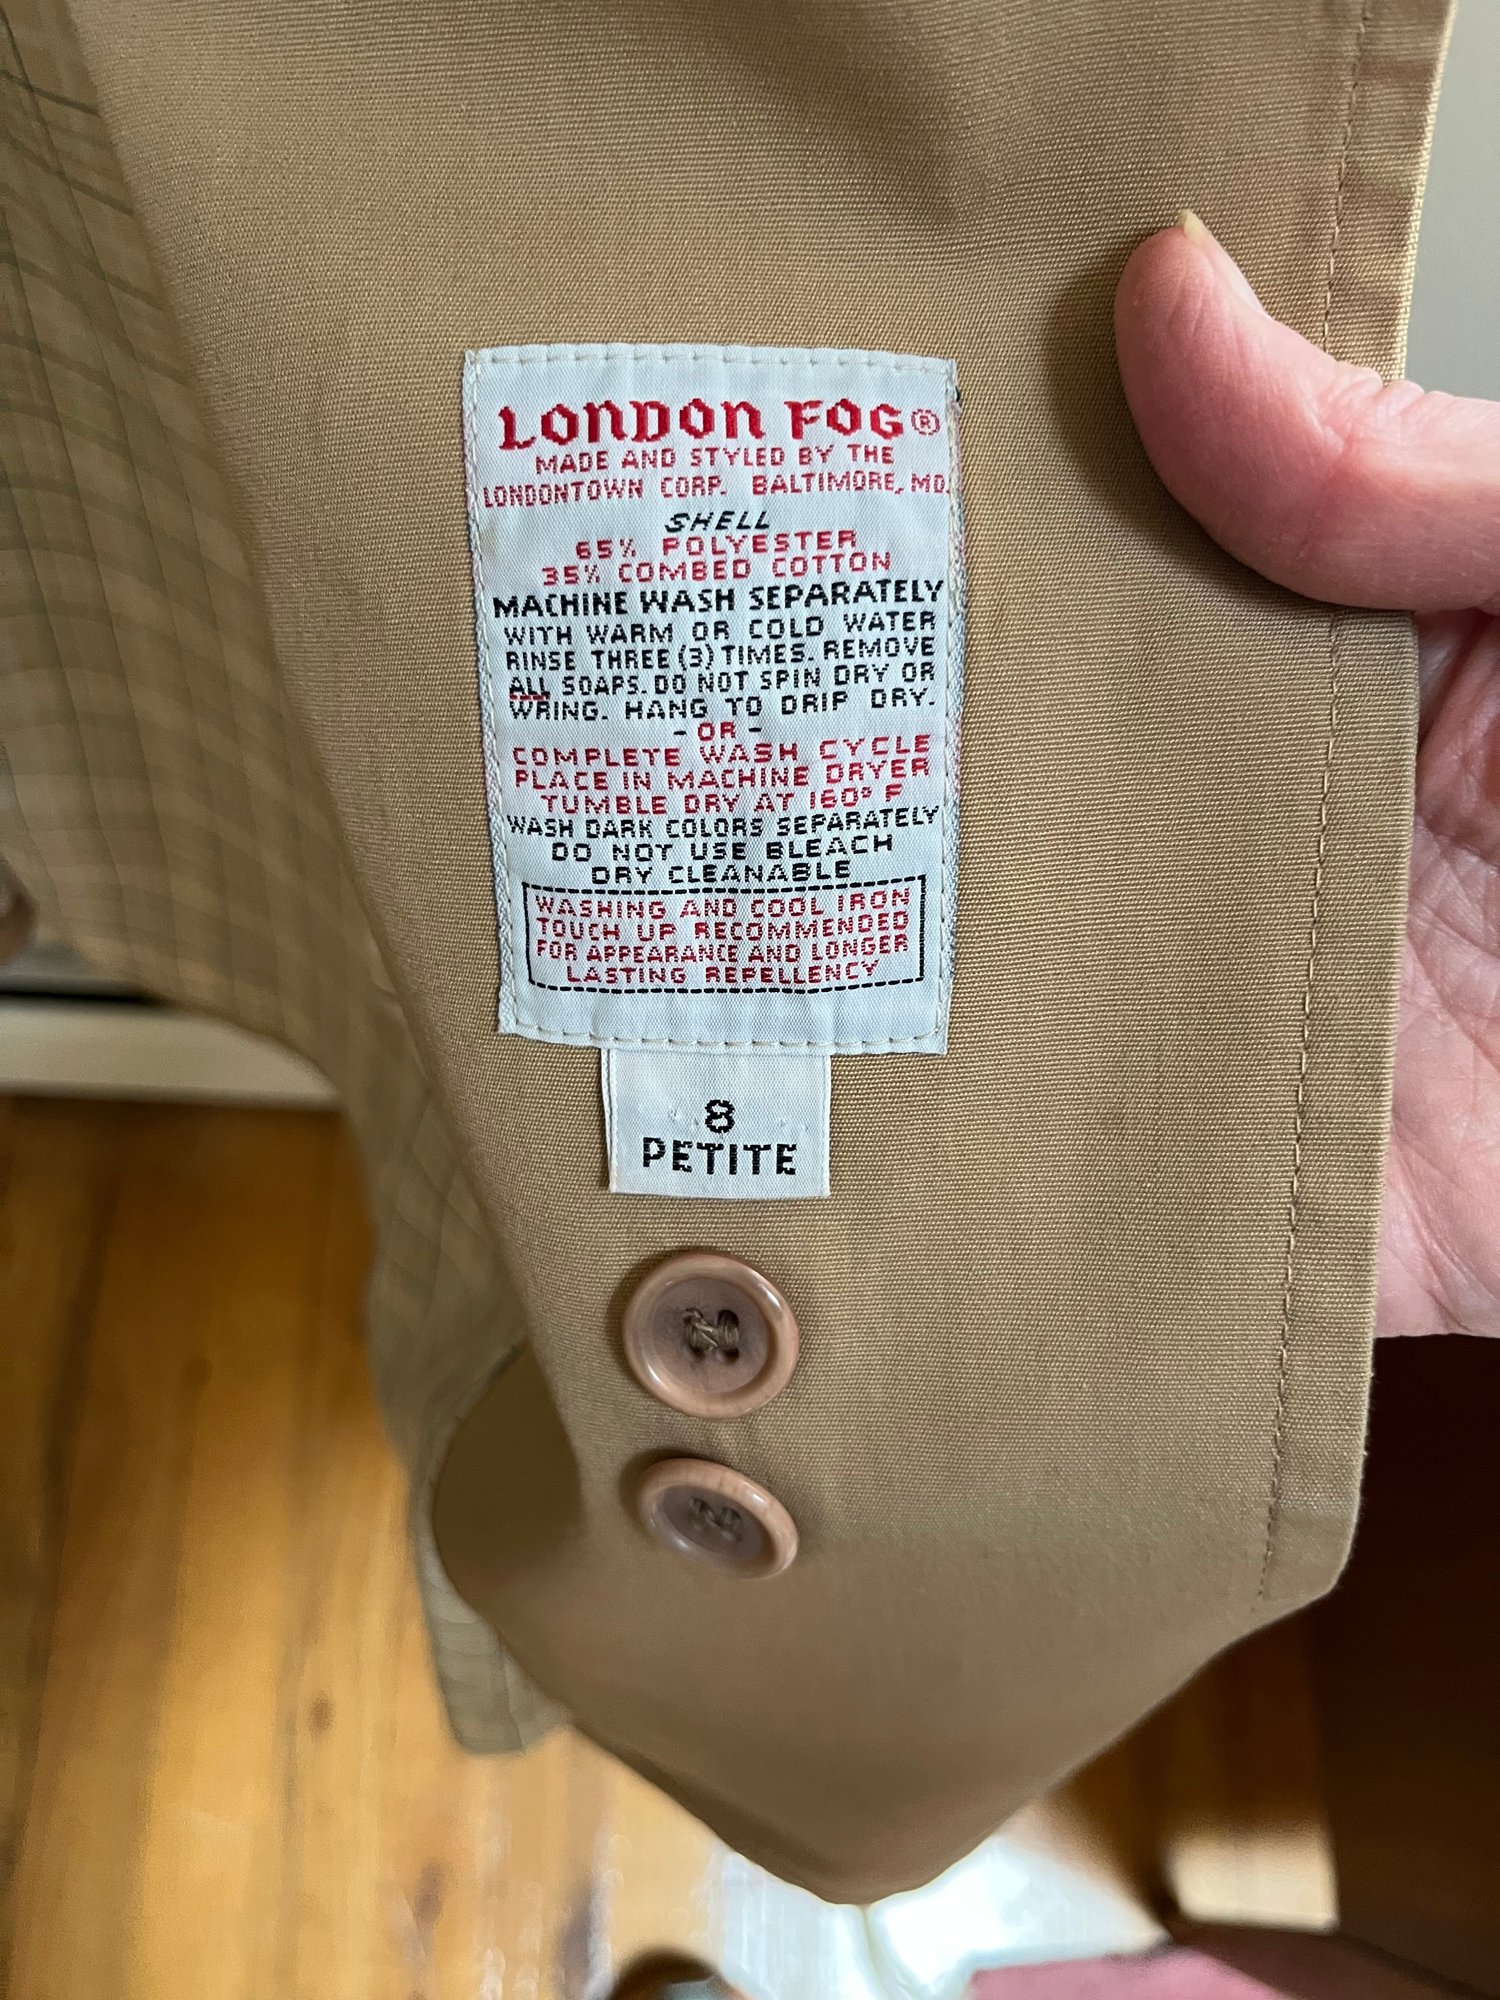 LONDON FOG®
MADE AND STYLED BY THE
LONDONTOWN CORP. BALTIMORE, MD.
SHELL
65% POLYESTER
35% COMBED COTTON
MACHINE WASH SEPARATELY
WITH WARM OR COLD WATER
RINSE THREE (3) TIMES. REMOVE
ALL SOAPS. DO NOT SPIN DRY OR
WRING. HANG TO DRIP DRY.
- OR -
COMPLETE WASH CYCLE
PLACE IN MACHINE DRYER
TUMBLE DRY AT 160° F
WASH DARK COLORS SEPARATELY
DO NOT USE BLEACH
DRY CLEANABLE
WASHING AND COOL IRON
TOUCH UP RECOMMENDED
FOR APPEARANCE AND LONGER
LASTING REPELLENCY
8
PETITE